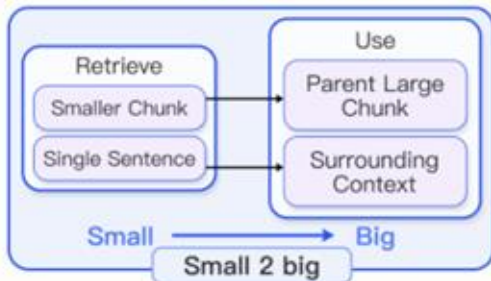 Retrieve
Smaller Chunk
Single Sentence
Use
Parent Large
Chunk
Surrounding
Context
Small
Big
Small 2 big